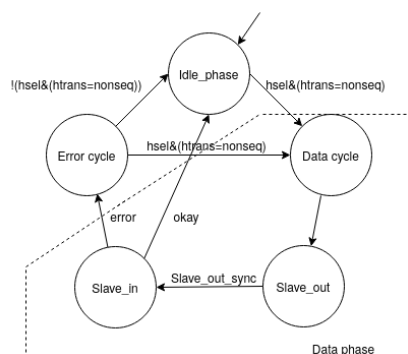 Idle_phase
!(hsel&(htrans=nonseq))
hsel&(htrans=nonseq)
hsel&(htrans=nonseq)
Error cycle
Data cycle
error
okay
Slave_out_sync
Slave_in
Slave_out
Data phase